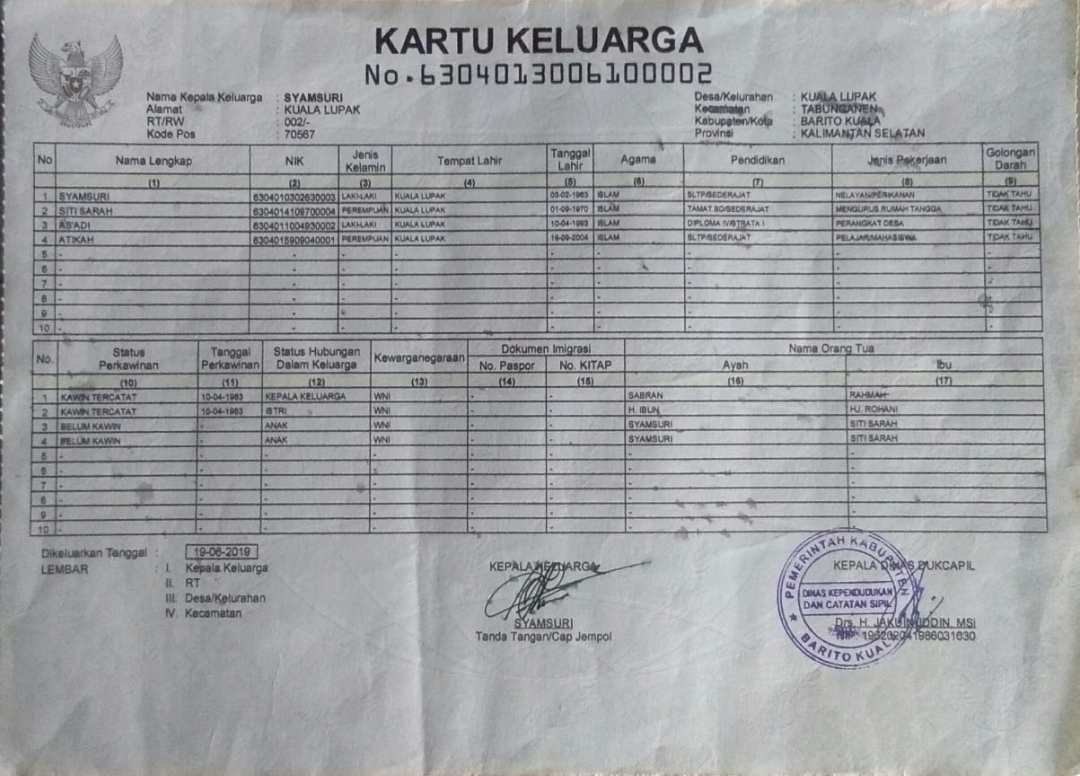 KARTU KELUARGA
No.6304013006100002
Nama Kepala Keluarga : SYAMSURI
Alamat : KUALA LUPAK
RT/RW : 002/-
Kode Pos : 70567
Desa/Kelurahan : KUALA LUPAK
Kecamatan : TABUNGANEN
Kabupaten/Kota : BARITO KUALA
Provinsi : KALIMANTAN SELATAN
No Nama Lengkap NIK Jenis Kelamin Tempat Lahir Tanggal Lahir Agama Pendidikan Jenis Pekerjaan Golongan Darah
(1) (2) (3) (4) (5) (6) (7) (8) (9)
1 SYAMSURI 6304010302630003 LAKI-LAKI KUALA LUPAK 03-02-1963 ISLAM SLTP/SEDERAJAT NELAYAN/PERIKANAN TIDAK TAHU
2 SITI SARAH 6304014109700004 PEREMPUAN KUALA LUPAK 01-09-1970 ISLAM TAMAT SD/SEDERAJAT MENGURUS RUMAH TANGGA TIDAK TAHU
3 AS'ADI 6304011004930002 LAKI-LAKI KUALA LUPAK 10-04-1993 ISLAM DIPLOMA IV/STRATA I PERANGKAT DESA TIDAK TAHU
4 ATIKAH 6304015909040001 PEREMPUAN KUALA LUPAK 19-09-2004 ISLAM SLTP/SEDERAJAT PELAJAR/MAHASISWA TIDAK TAHU
5 - - - - - - - - -
6 - - - - - - - - -
7 - - - - - - - - -
8 - - - - - - - - -
9 - - - - - - - - -
10 - - - - - - - - -
No. Status Perkawinan Tanggal Perkawinan Status Hubungan Dalam Keluarga Kewarganegaraan Dokumen Imigrasi Nama Orang Tua
No. Paspor No. KITAP Ayah Ibu
(10) (11) (12) (13) (14) (15) (16) (17)
1 KAWIN TERCATAT 10-04-1983 KEPALA KELUARGA WNI - - SABRAN RAHMAH
2 KAWIN TERCATAT 10-04-1983 ISTRI WNI - - H. IBUN HJ. ROHANI
3 BELUM KAWIN - ANAK WNI - - SYAMSURI SITI SARAH
4 BELUM KAWIN - ANAK WNI - - SYAMSURI SITI SARAH
5 - - - - - - - -
6 - - - - - - - -
7 - - - - - - - -
8 - - - - - - - -
9 - - - - - - - -
10 - - - - - - - -
Dikeluarkan Tanggal : 19-06-2019
LEMBAR : I. Kepala Keluarga
II. RT
III. Desa/Kelurahan
IV. Kecamatan
KEPALA KELUARGA
SYAMSURI
Tanda Tangan/Cap Jempol
KEPALA DINAS DUKCAPIL
PEMERINTAH KABUPATEN
DINAS KEPENDUDUKAN
DAN CATATAN SIPIL
BARITO KUALA
Drs. H. JAKUINUDDIN, MSi